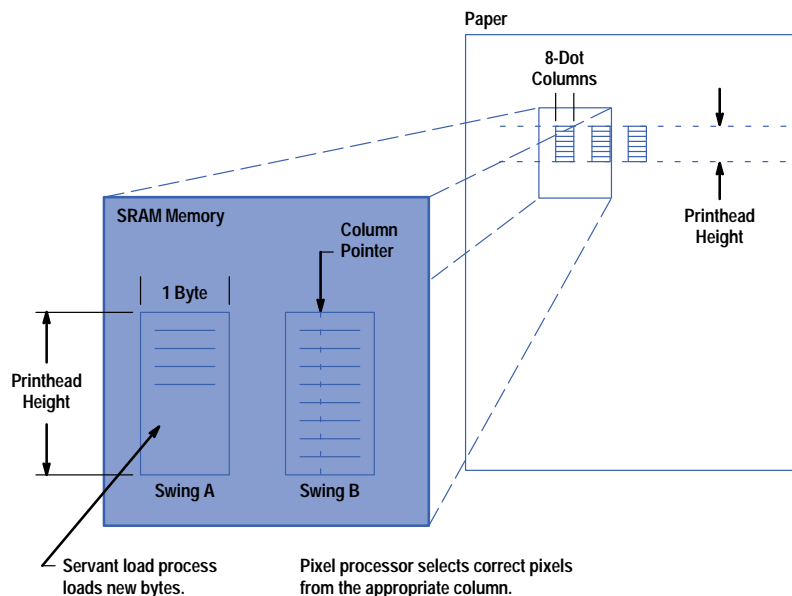 Paper
8-Dot
Columns
Printhead
Height
SRAM Memory
Column
Pointer
1 Byte
Printhead
Height
Swing A
Swing B
Servant load process
loads new bytes.
Pixel processor selects correct pixels
from the appropriate column.